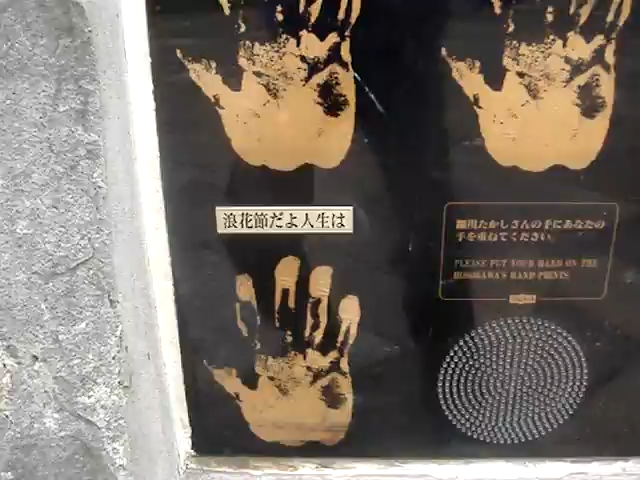 浪花節だよ人生は
細川たかしさんの手にあなたの
手を重ねてください。
PLEASE PUT YOUR HAND ON THE
HOSOKAWA'S HAND PRINTS